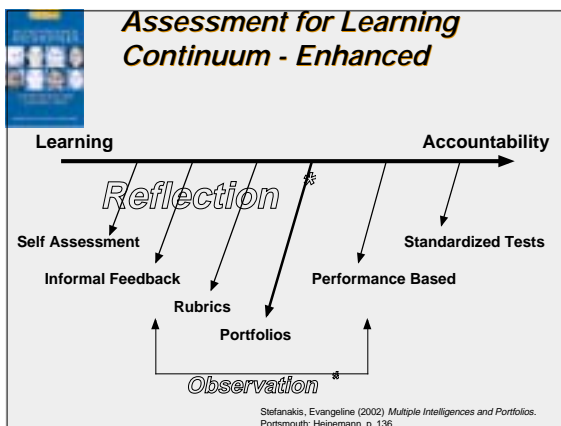 Assessment for Learning
Continuum - Enhanced
Learning
Accountability
Reflection *
Self Assessment
Standardized Tests
Informal Feedback
Performance Based
Rubrics
Portfolios
Observation *
Stefanakis, Evangeline (2002) Multiple Intelligences and Portfolios.
Portsmouth: Heinemann, p. 136